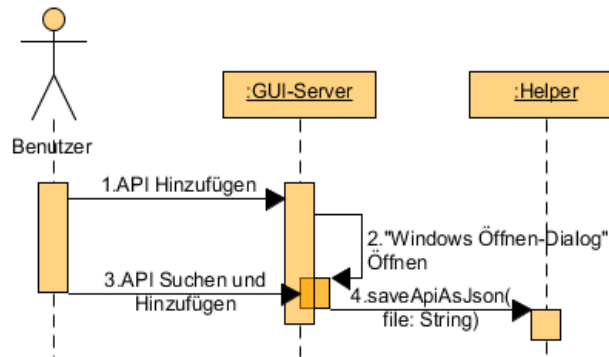 :GUI-Server
:Helper
Benutzer
1.API Hinzufügen
2."Windows Öffnen-Dialog"
Öffnen
3.API Suchen und
Hinzufügen
4.saveApiAsJson(
file: String)